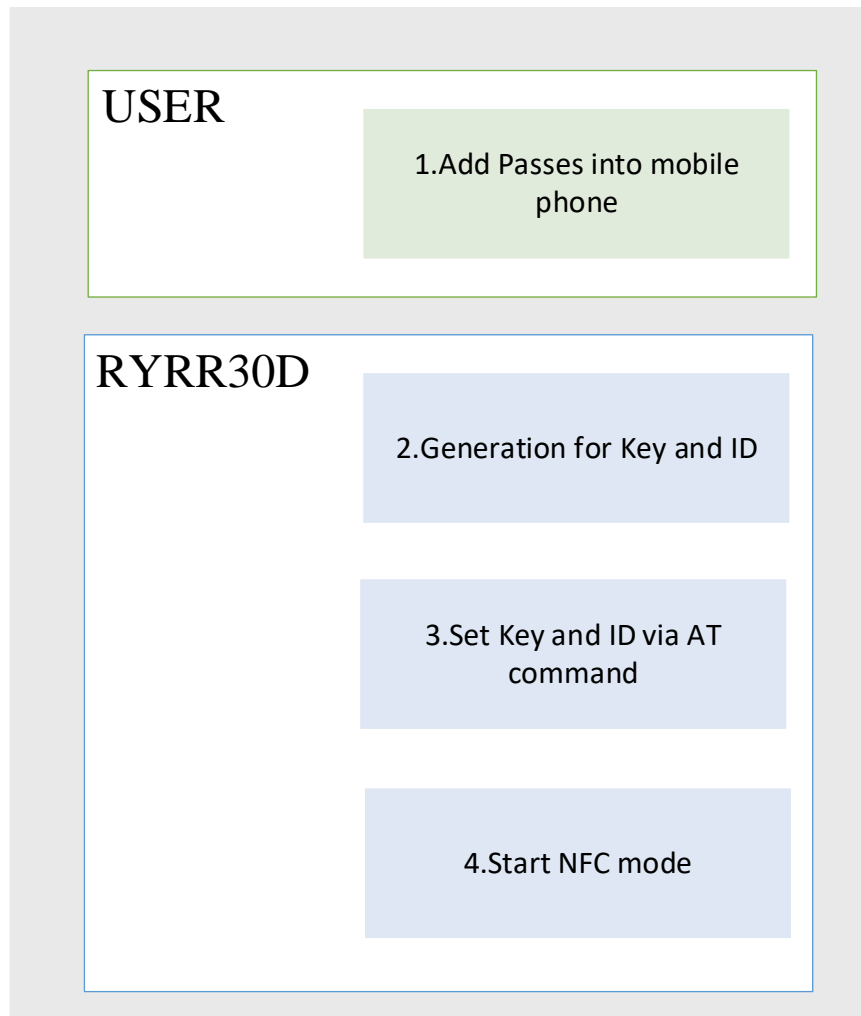 USER
1.Add Passes into mobile
phone
RYRR30D
2.Generation for Key and ID
3.Set Key and ID via AT
command
4.Start NFC mode